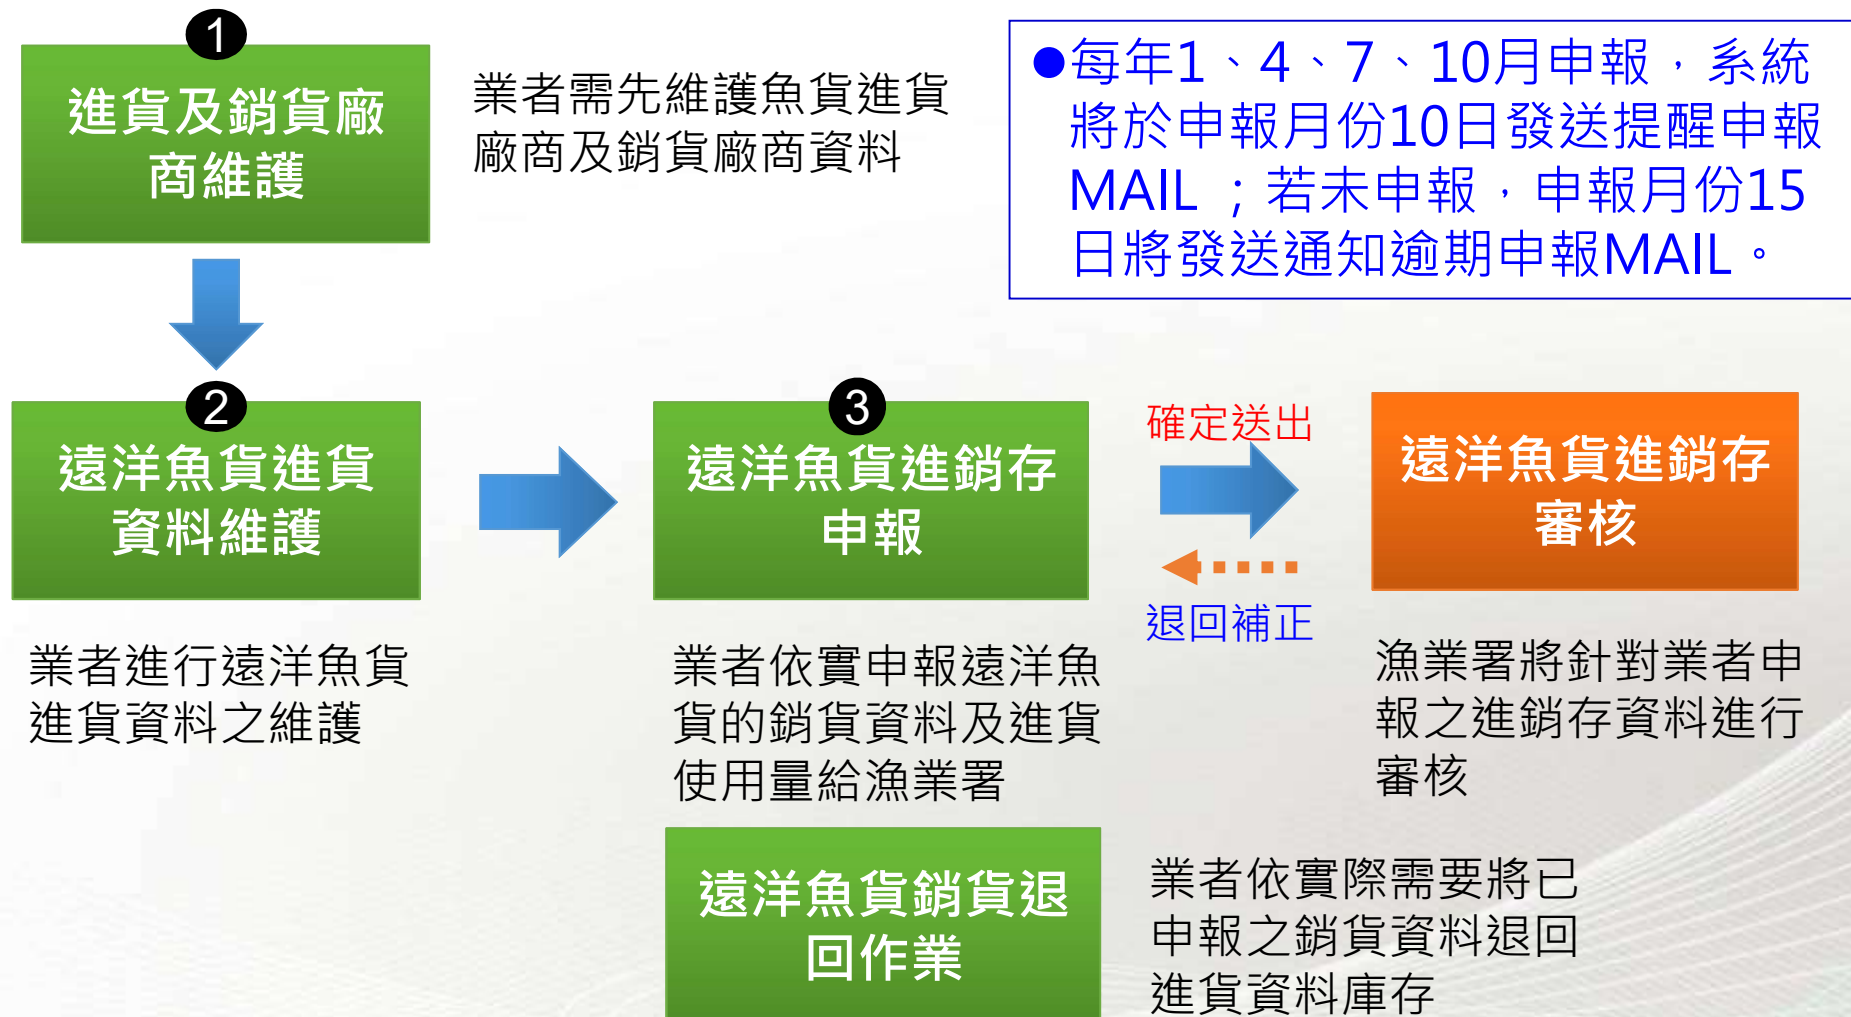 1
進貨及銷貨廠
商維護
業者需先維護魚貨進貨
廠商及銷貨廠商資料
●每年1、4、7、10月申報，系統
將於申報月份10日發送提醒申報
MAIL ；若未申報，申報月份15
日將發送通知逾期申報MAIL。
2
遠洋魚貨進貨
資料維護
業者進行遠洋魚貨
進貨資料之維護
3
遠洋魚貨進銷存
申報
業者依實申報遠洋魚
貨的銷貨資料及進貨
使用量給漁業署
確定送出
退回補正
遠洋魚貨進銷存
審核
漁業署將針對業者申
報之進銷存資料進行
審核
遠洋魚貨銷貨退
回作業
業者依實際需要將已
申報之銷貨資料退回
進貨資料庫存